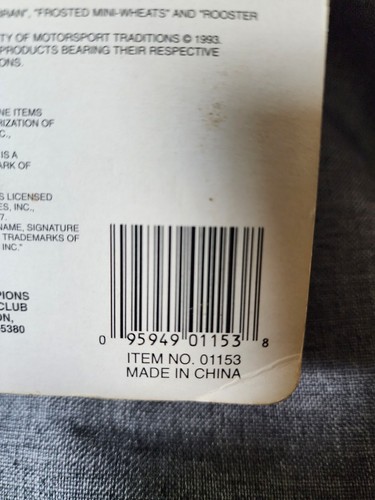 BRAN", "FROSTED MINI-WHEATS" AND "ROOSTER
TY OF MOTORSPORT TRADITIONS © 1993.
PRODUCTS BEARING THEIR RESPECTIVE
ONS.
NE ITEMS
RIZATION OF
C.,
IS A
ARK OF
S LICENSED
ES, INC.,
7.
NAME, SIGNATURE
TRADEMARKS OF
INC."
PIONS
CLUB
ON,
5380
0 95949 01153 8
ITEM NO. 01153
MADE IN CHINA